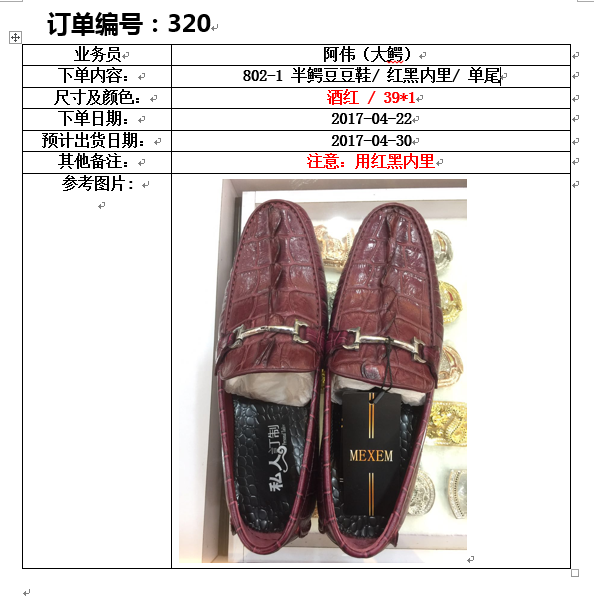 订单编号：320
业务员 阿伟（大鳄）
下单内容： 802-1 半鳄豆豆鞋/ 红黑内里/ 单尾
尺寸及颜色： 酒红 / 39*1
下单日期： 2017-04-22
预计出货日期： 2017-04-30
其他备注： 注意：用红黑内里
参考图片：
私人订制
MEXEM